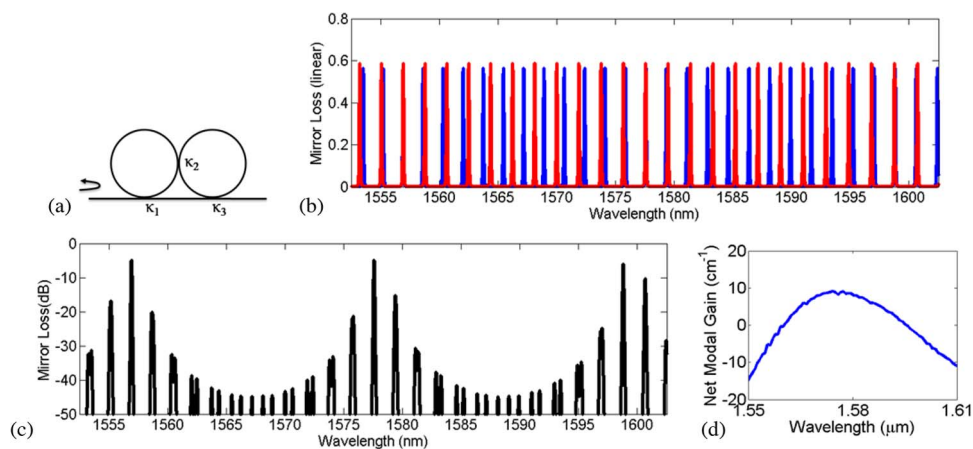 (a)
κ₂
κ₁ κ₃
(b)
Mirror Loss (linear)
0.8
0.6
0.4
0.2
0
1555 1560 1565 1570 1575 1580 1585 1590 1595 1600
Wavelength (nm)
(c)
Mirror Loss(dB)
0
-10
-20
-30
-40
-50
1555 1560 1565 1570 1575 1580 1585 1590 1595 1600
Wavelength (nm)
(d)
Net Modal Gain (cm⁻¹)
20
10
0
-10
-20
1.55 1.58 1.61
Wavelength (μm)